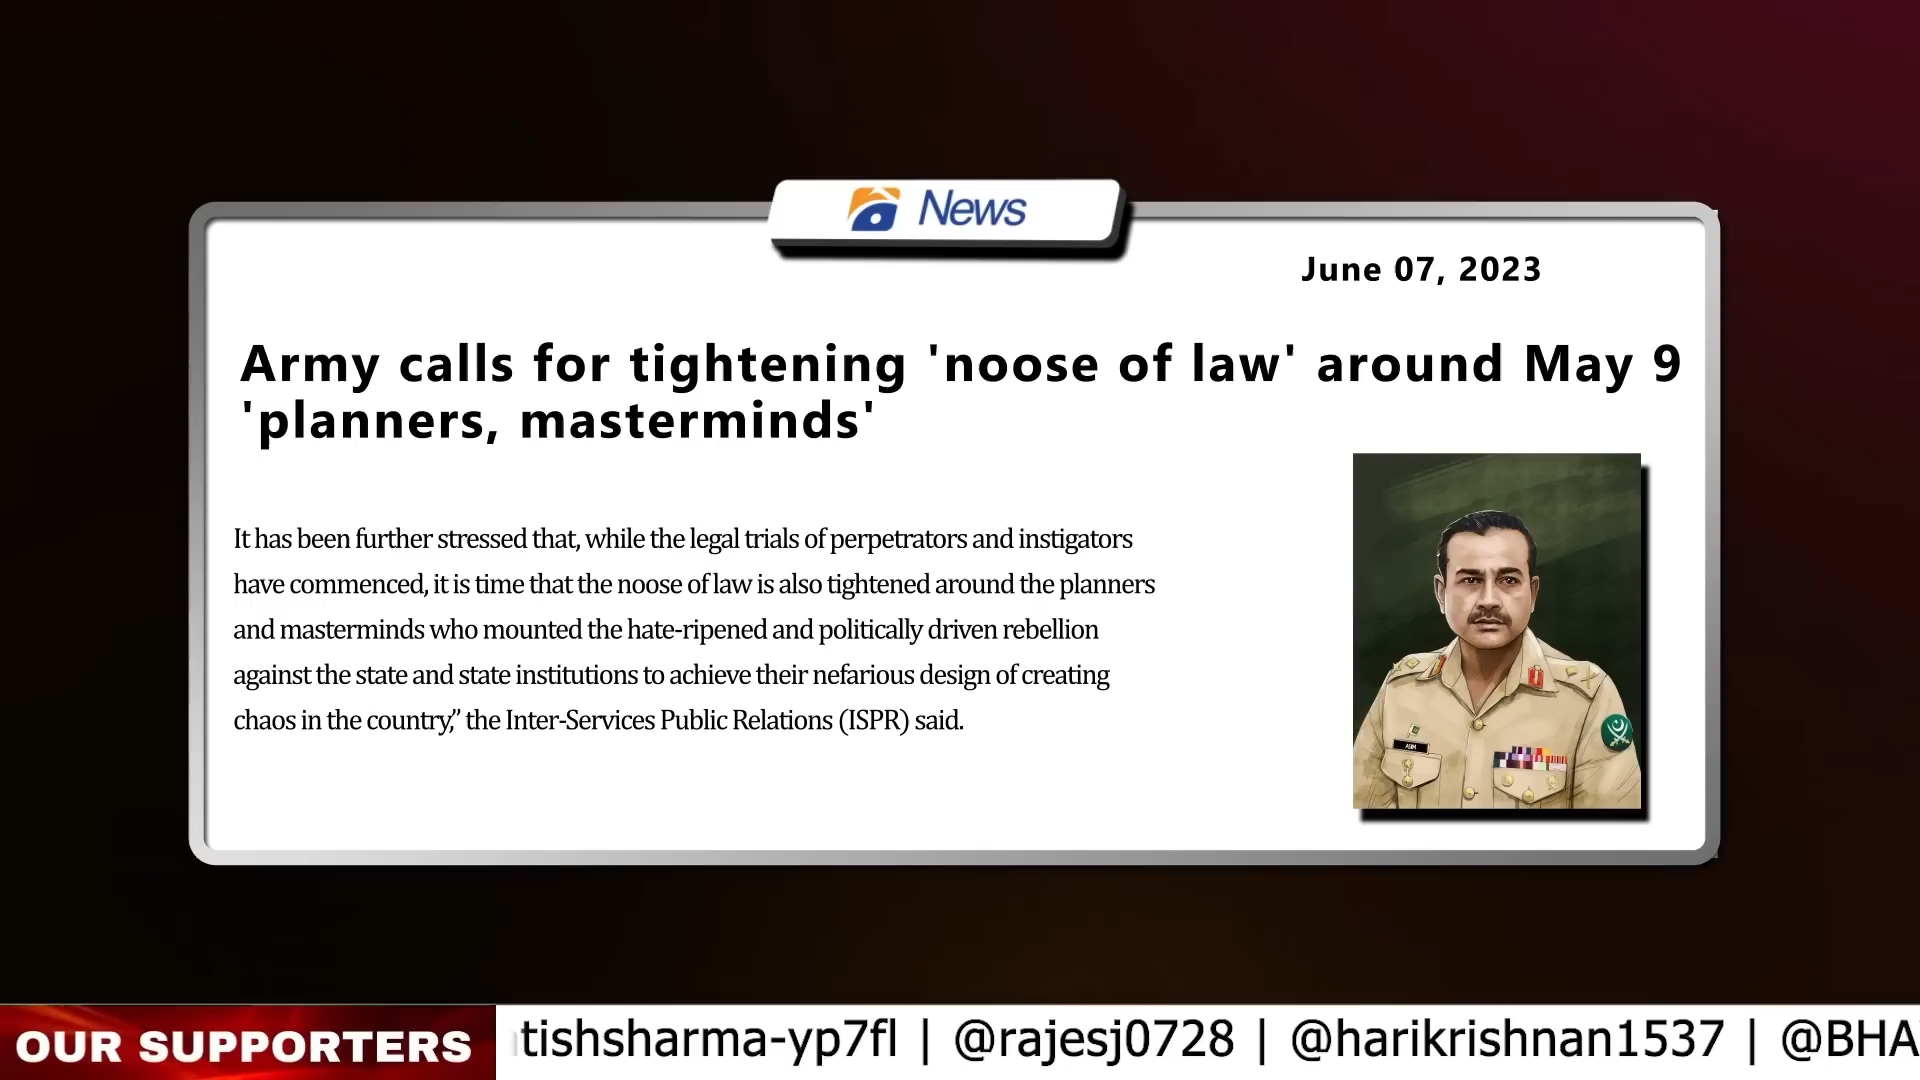 News
June 07, 2023
Army calls for tightening 'noose of law' around May 9
'planners, masterminds'
It has been further stressed that, while the legal trials of perpetrators and instigators
have commenced, it is time that the noose of law is also tightened around the planners
and masterminds who mounted the hate-ripened and politically driven rebellion
against the state and state institutions to achieve their nefarious design of creating
chaos in the country,” the Inter-Services Public Relations (ISPR) said.
ASIM
OUR SUPPORTERS
tishsharma-yp7fl | @rajesj0728 | @harikrishnan1537 | @BHA